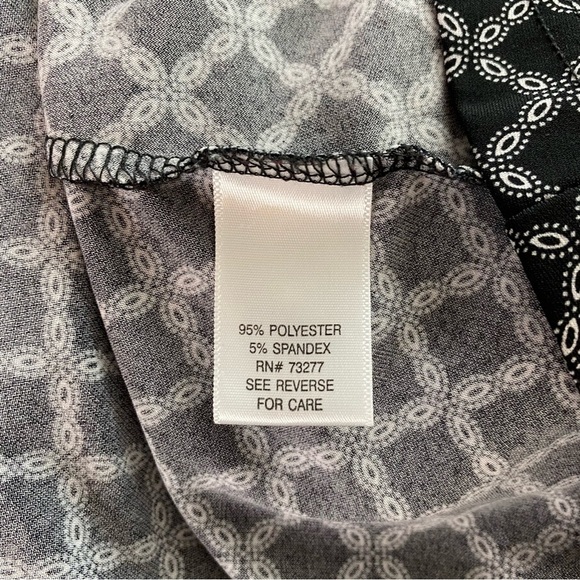 95% POLYESTER
5% SPANDEX
RN# 73277
SEE REVERSE
FOR CARE